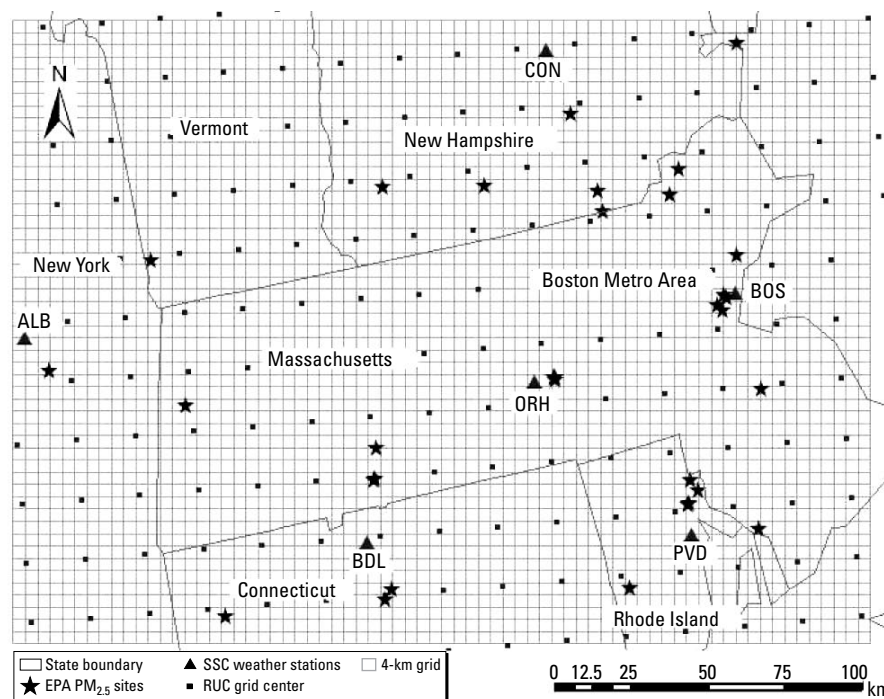 CON
N
Vermont
New Hampshire
New York
Boston Metro Area
BOS
ALB
Massachusetts
ORH
BDL
PVD
Connecticut
Rhode Island
State boundary
SSC weather stations
4-km grid
EPA PM2.5 sites
RUC grid center
0 12.5 25 50 75 100
km